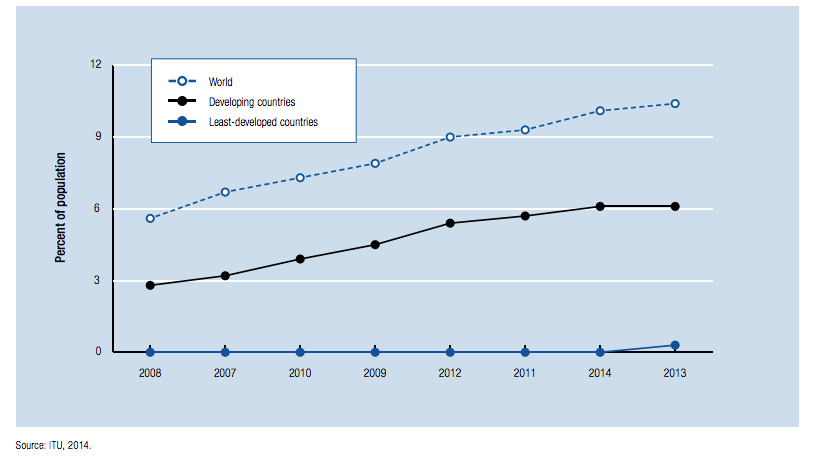 12
World
Developing countries
Least-developed countries
9
Percent of population
6
3
0
2008 2007 2010 2009 2012 2011 2014 2013
Source: ITU, 2014.